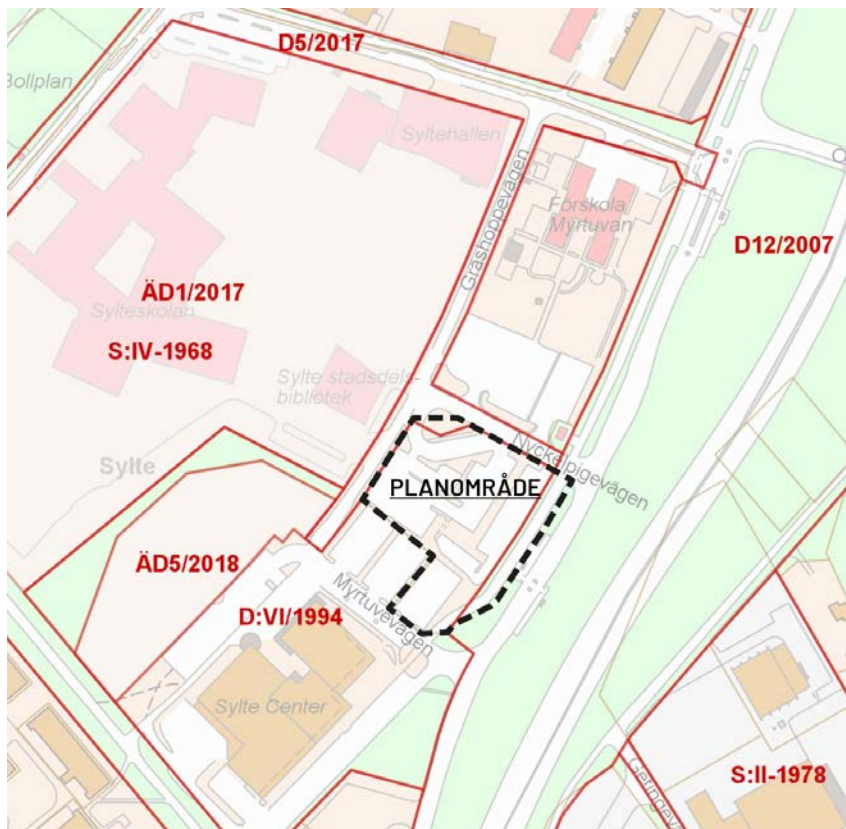 D5/2017
Bollplan
Syltehallen
Gräshoppevägen
Förskola
Myrtuvan
D12/2007
ÄD1/2017
Sylteskolan
S:IV-1968
Sylte stadsdels-
bibliotek
Sylte
Nyckelpigevägen
PLANOMRÅDE
ÄD5/2018
Myrtuvevägen
D:VI/1994
Sylte Center
S:II-1978